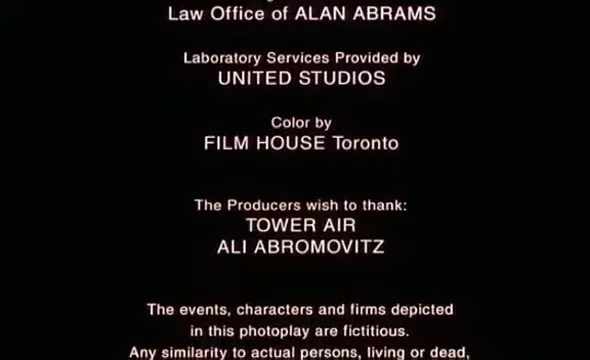 Law Office of ALAN ABRAMS
Laboratory Services Provided by
UNITED STUDIOS
Color by
FILM HOUSE Toronto
The Producers wish to thank:
TOWER AIR
ALI ABROMOVITZ
The events, characters and firms depicted
in this photoplay are fictitious.
Any similarity to actual persons, living or dead,